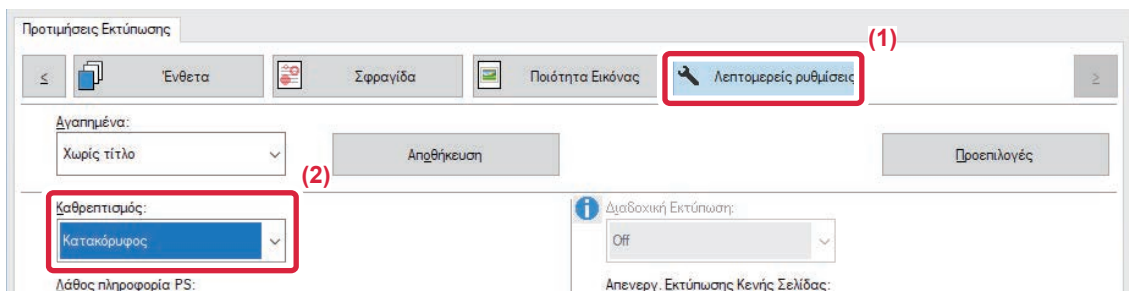 Προτιμήσεις Εκτύπωσης
(1)
< Ένθετα Σφραγίδα Ποιότητα Εικόνας Λεπτομερείς ρυθμίσεις >
Αγαπημένα:
Χωρίς τίτλο Αποθήκευση Προεπιλογές
(2)
Καθρεπτισμός: Διαδοχική Εκτύπωση:
Κατακόρυφος Off
Λάθος πληροφορία PS: Απενεργ. Εκτύπωσης Κενής Σελίδας: